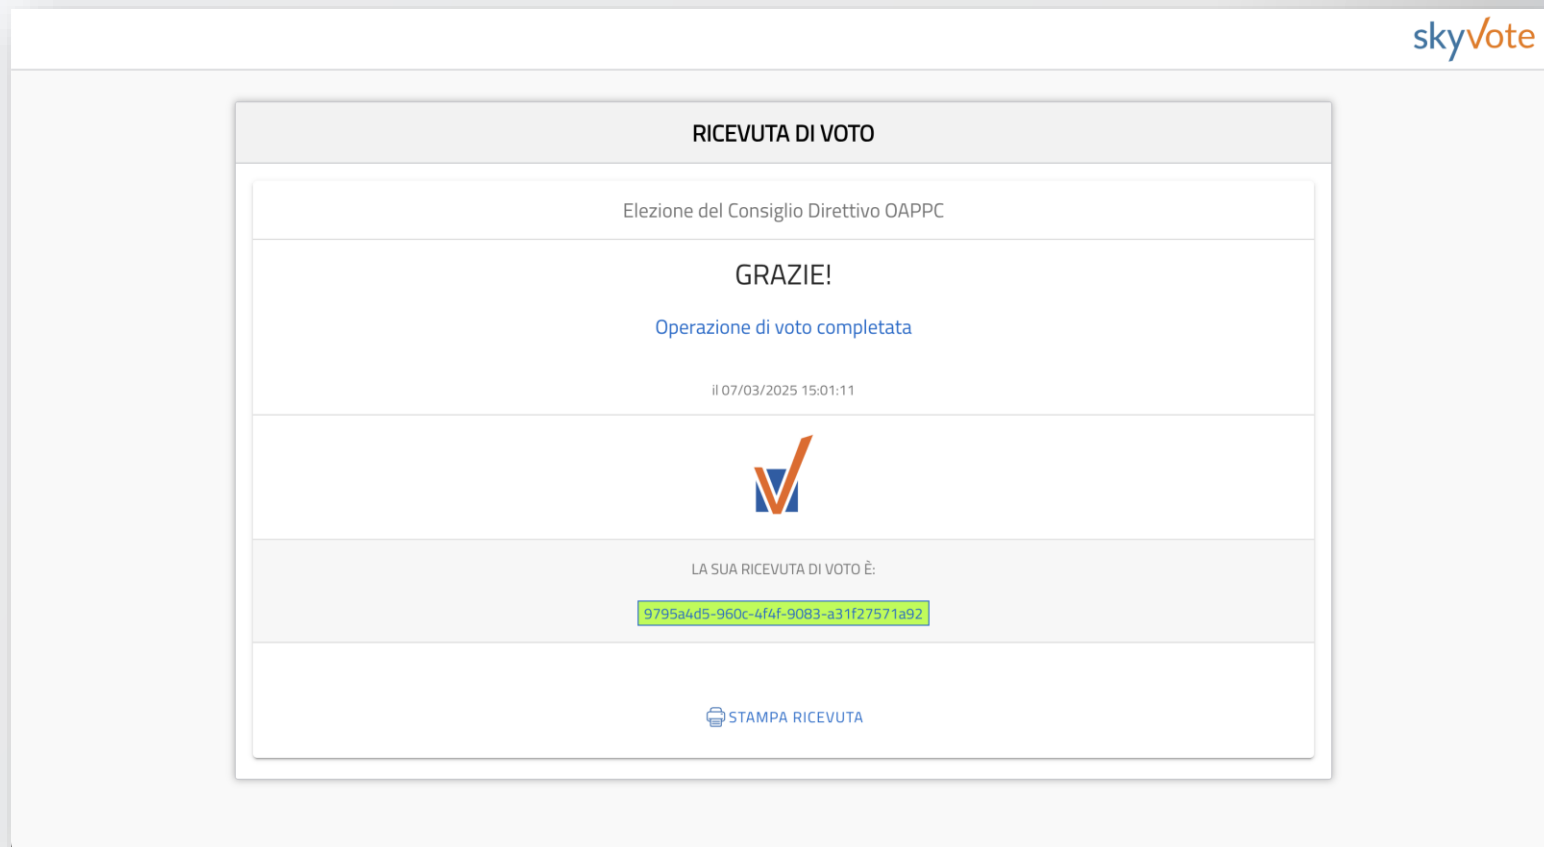 skyvote
RICEVUTA DI VOTO
Elezione del Consiglio Direttivo OAPPC
GRAZIE!
Operazione di voto completata
il 07/03/2025 15:01:11
LA SUA RICEVUTA DI VOTO È:
9795a4d5-960c-4f4f-9083-a31f27571a92
STAMPA RICEVUTA